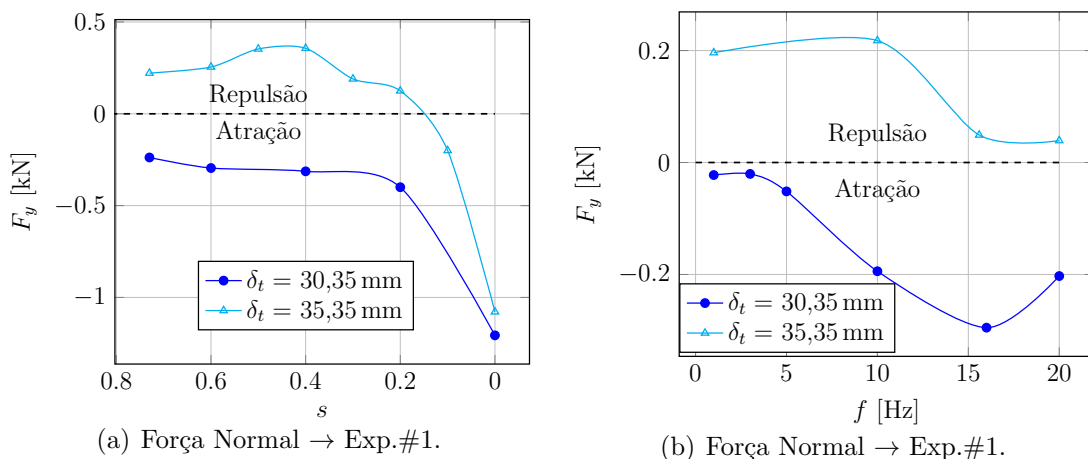 0.5
0
−0.5
−1
F_y [kN]
Repulsão
Atração
δ_t = 30,35 mm
δ_t = 35,35 mm
0.8 0.6 0.4 0.2 0
s
(a) Força Normal → Exp.#1.
0.2
0
−0.2
F_y [kN]
Repulsão
Atração
δ_t = 30,35 mm
δ_t = 35,35 mm
0 5 10 15 20
f [Hz]
(b) Força Normal → Exp.#1.